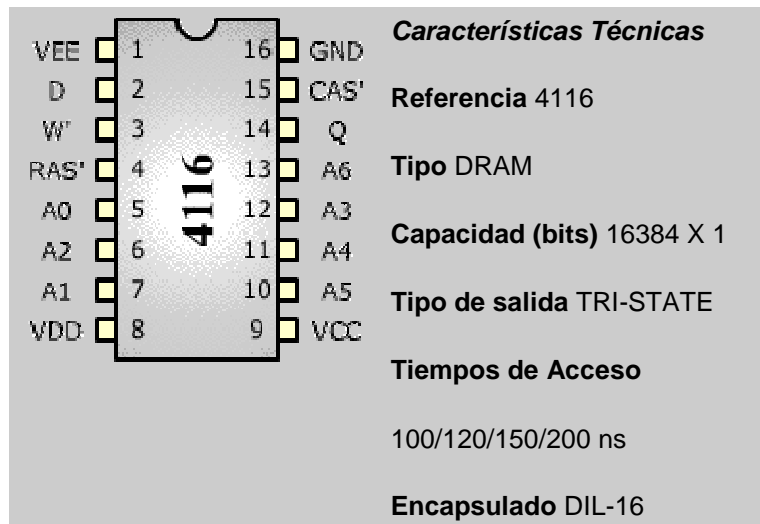 Características Técnicas
VEE 1 16 GND
D 2 15 CAS'
W' 3 14 Q
RAS' 4 13 A6
A0 5 12 A3
A2 6 11 A4
A1 7 10 A5
VDD 8 9 VCC
4116
Referencia 4116
Tipo DRAM
Capacidad (bits) 16384 X 1
Tipo de salida TRI-STATE
Tiempos de Acceso
100/120/150/200 ns
Encapsulado DIL-16